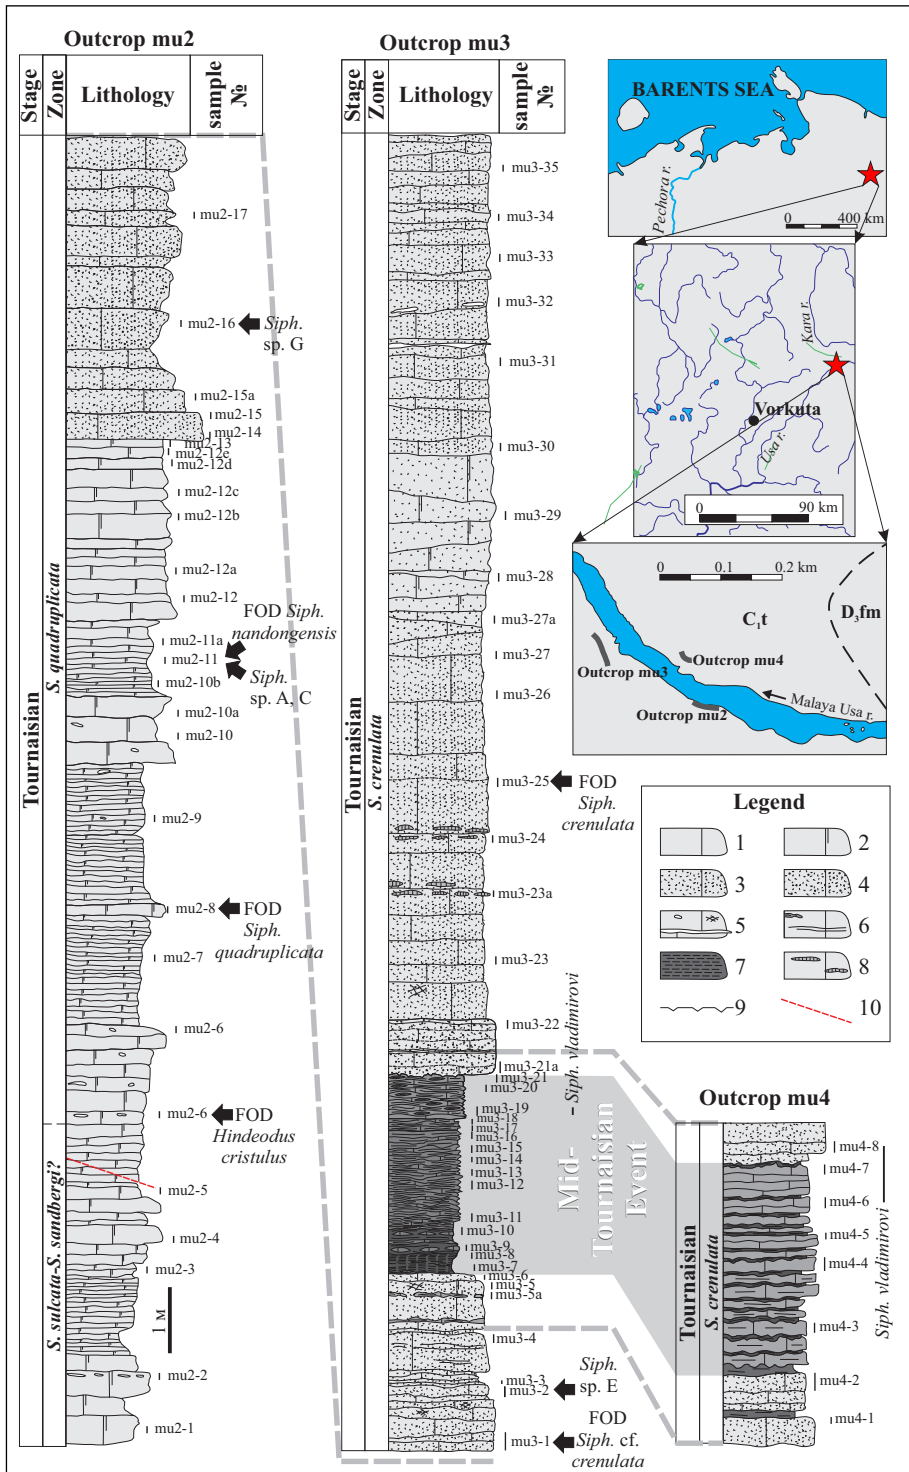 Outcrop mu2
Stage
Zone
Lithology
sample
№
Tournaisian
S. quadruplicata
S. sulcata-S. sandbergi?
mu2-17
mu2-16
Siph.
sp. G
mu2-15a
mu2-15
mu2-14
mu2-13
mu2-12e
mu2-12d
mu2-12c
mu2-12b
mu2-12a
mu2-12
FOD Siph.
nandongensis
mu2-11a
mu2-11
mu2-10b
Siph.
sp. A, C
mu2-10a
mu2-10
mu2-9
mu2-8
FOD
Siph.
quadruplicata
mu2-7
mu2-6
mu2-6
FOD
Hindeodus
cristulus
mu2-5
mu2-4
mu2-3
1 м
mu2-2
mu2-1
Outcrop mu3
Stage
Zone
Lithology
sample
№
Tournaisian
S. crenulata
mu3-35
mu3-34
mu3-33
mu3-32
mu3-31
mu3-30
mu3-29
mu3-28
mu3-27a
mu3-27
mu3-26
mu3-25
FOD
Siph.
crenulata
mu3-24
mu3-23a
mu3-23
mu3-22
mu3-21a
mu3-21
mu3-20
mu3-19
mu3-18
mu3-17
mu3-16
mu3-15
mu3-14
mu3-13
mu3-12
mu3-11
mu3-10
mu3-9
mu3-8
mu3-7
mu3-6
mu3-5
mu3-5a
mu3-4
mu3-3
mu3-2
Siph.
sp. E
mu3-1
FOD
Siph. cf.
crenulata
Siph. vladimirovi
Mid-
Tournaisian
Event
BARENTS SEA
Pechora r.
0 400 km
Kara r.
Vorkuta
Usa r.
0 90 km
0 0.1 0.2 km
C₁t
D₃fm
Outcrop mu4
Outcrop mu3
Malaya Usa r.
Outcrop mu2
Legend
1 2
3 4
5 6
7 8
9 10
Outcrop mu4
Tournaisian
S. crenulata
mu4-8
mu4-7
mu4-6
mu4-5
mu4-4
mu4-3
mu4-2
mu4-1
Siph. vladimirovi